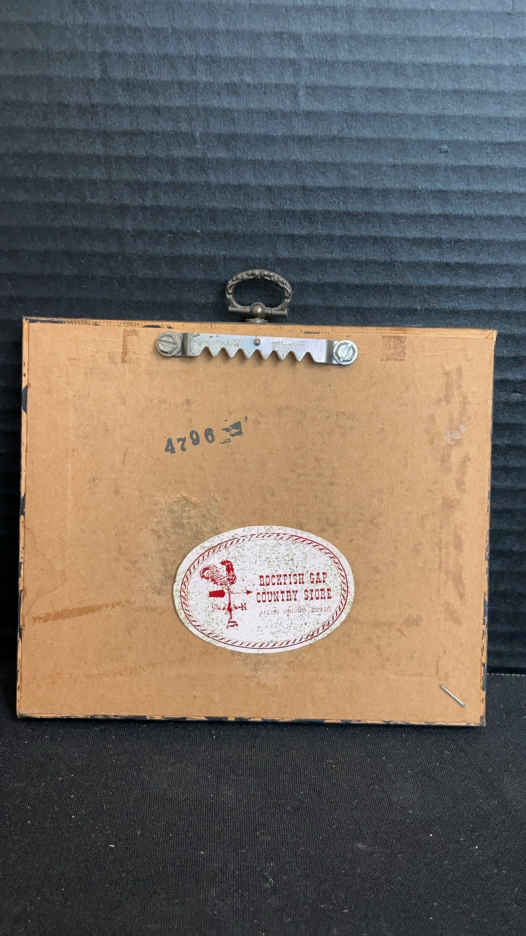 4796
ROCKFISH GAP
COUNTRY STORE
N